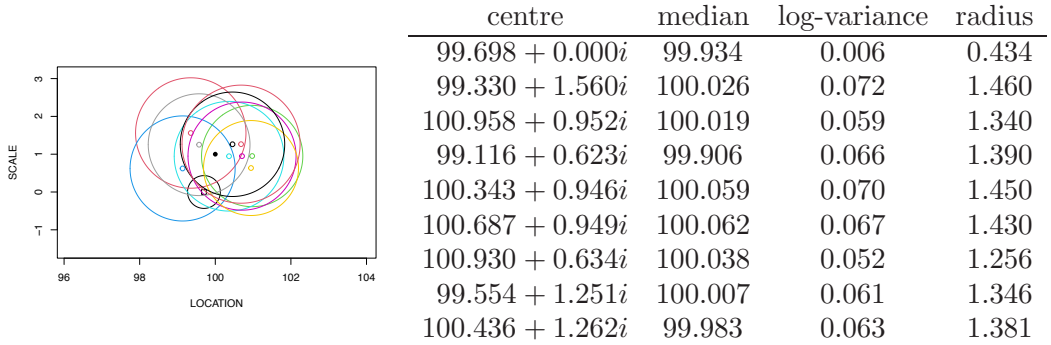 3
2
1
0
−1
SCALE
96
98
100
102
104
LOCATION
centre median log-variance radius
99.698 + 0.000i 99.934 0.006 0.434
99.330 + 1.560i 100.026 0.072 1.460
100.958 + 0.952i 100.019 0.059 1.340
99.116 + 0.623i 99.906 0.066 1.390
100.343 + 0.946i 100.059 0.070 1.450
100.687 + 0.949i 100.062 0.067 1.430
100.930 + 0.634i 100.038 0.052 1.256
99.554 + 1.251i 100.007 0.061 1.346
100.436 + 1.262i 99.983 0.063 1.381